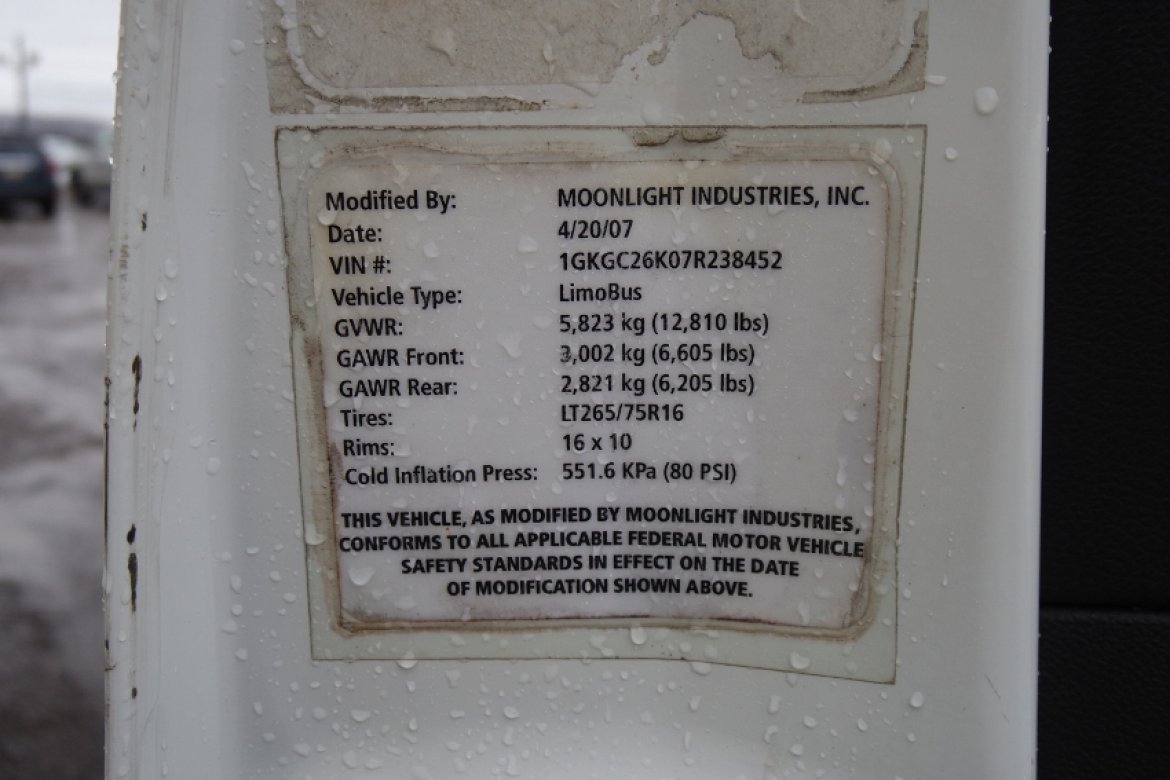 Modified By: MOONLIGHT INDUSTRIES, INC.
Date: 4/20/07
VIN #: 1GKGC26K07R238452
Vehicle Type: LimoBus
GVWR: 5,823 kg (12,810 lbs)
GAWR Front: 3,002 kg (6,605 lbs)
GAWR Rear: 2,821 kg (6,205 lbs)
Tires: LT265/75R16
Rims: 16 x 10
Cold Inflation Press: 551.6 KPa (80 PSI)
THIS VEHICLE, AS MODIFIED BY MOONLIGHT INDUSTRIES,
CONFORMS TO ALL APPLICABLE FEDERAL MOTOR VEHICLE
SAFETY STANDARDS IN EFFECT ON THE DATE
OF MODIFICATION SHOWN ABOVE.